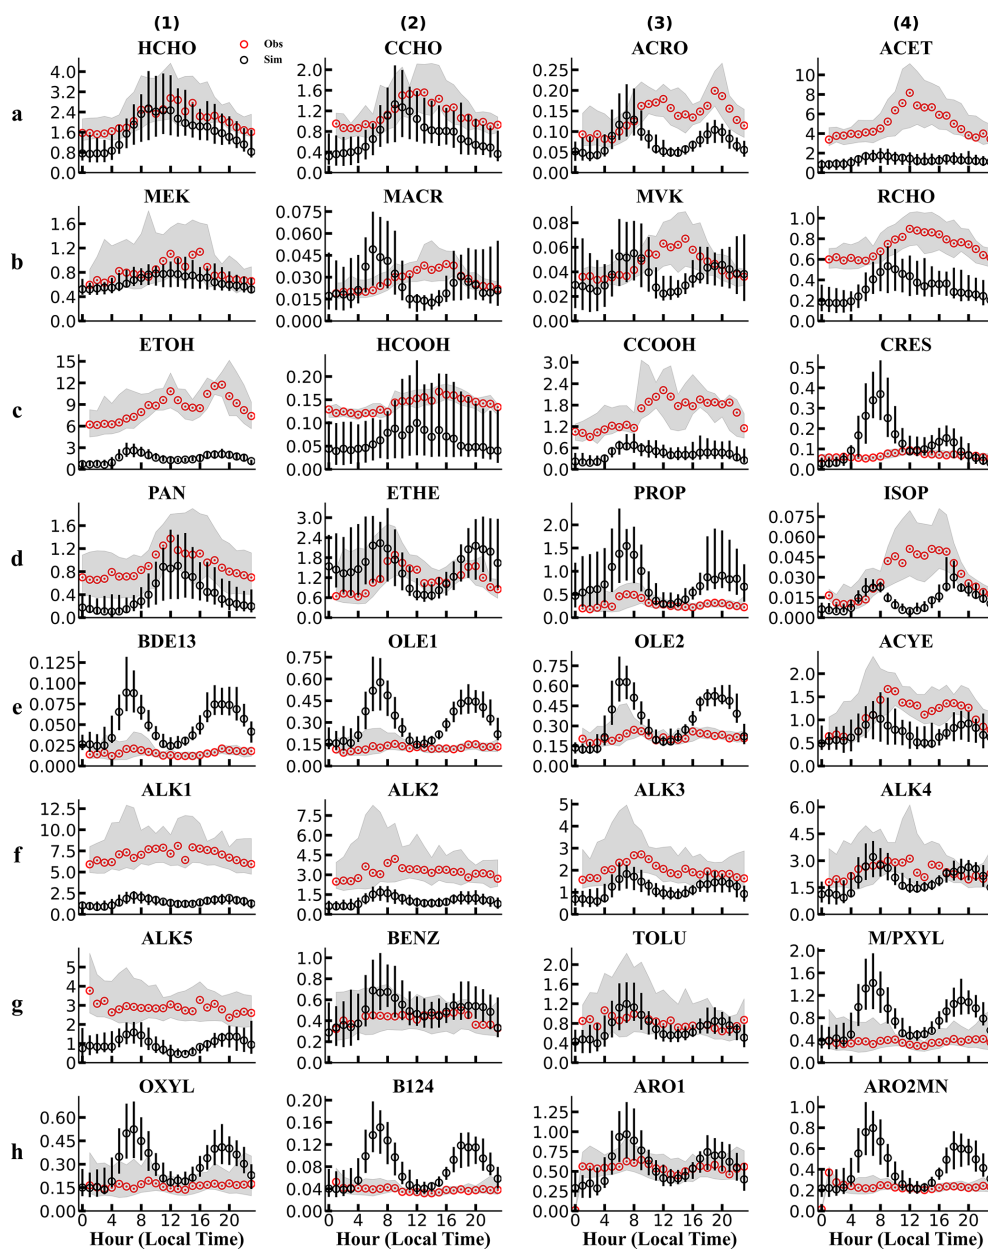 (1) (2) (3) (4)
HCHO Obs Sim CCHO ACRO ACET
a
4.0 3.2 2.4 1.6 0.8 0.0
2.0 1.6 1.2 0.8 0.4 0.0
0.25 0.20 0.15 0.10 0.05 0.00
10 8 6 4 2 0
MEK MACR MVK RCHO
b
1.6 1.2 0.8 0.4 0.0
0.075 0.060 0.045 0.030 0.015 0.000
0.08 0.06 0.04 0.02 0.00
1.0 0.8 0.6 0.4 0.2 0.0
ETOH HCOOH CCOOH CRES
c
15 12 9 6 3 0
0.20 0.15 0.10 0.05 0.00
3.0 2.4 1.8 1.2 0.6 0.0
0.5 0.4 0.3 0.2 0.1 0.0
PAN ETHE PROP ISOP
d
1.6 1.2 0.8 0.4 0.0
3.0 2.4 1.8 1.2 0.6 0.0
2.0 1.5 1.0 0.5 0.0
0.075 0.060 0.045 0.030 0.015 0.000
BDE13 OLE1 OLE2 ACYE
e
0.125 0.100 0.075 0.050 0.025 0.000
0.75 0.60 0.45 0.30 0.15 0.00
0.75 0.60 0.45 0.30 0.15 0.00
2.0 1.5 1.0 0.5 0.0
ALK1 ALK2 ALK3 ALK4
f
12.5 10.0 7.5 5.0 2.5 0.0
7.5 6.0 4.5 3.0 1.5 0.0
5 4 3 2 1 0
6.0 4.5 3.0 1.5 0.0
ALK5 BENZ TOLU M/PXYL
g
5 4 3 2 1 0
1.0 0.8 0.6 0.4 0.2 0.0
2.0 1.6 1.2 0.8 0.4 0.0
2.0 1.6 1.2 0.8 0.4 0.0
OXYL B124 ARO1 ARO2MN
h
0.60 0.45 0.30 0.15 0.00
0.20 0.16 0.12 0.08 0.04 0.00
1.25 1.00 0.75 0.50 0.25 0.00
1.0 0.8 0.6 0.4 0.2 0.0
0 4 8 12 16 20 0 4 8 12 16 20 0 4 8 12 16 20 0 4 8 12 16 20
Hour (Local Time) Hour (Local Time) Hour (Local Time) Hour (Local Time)